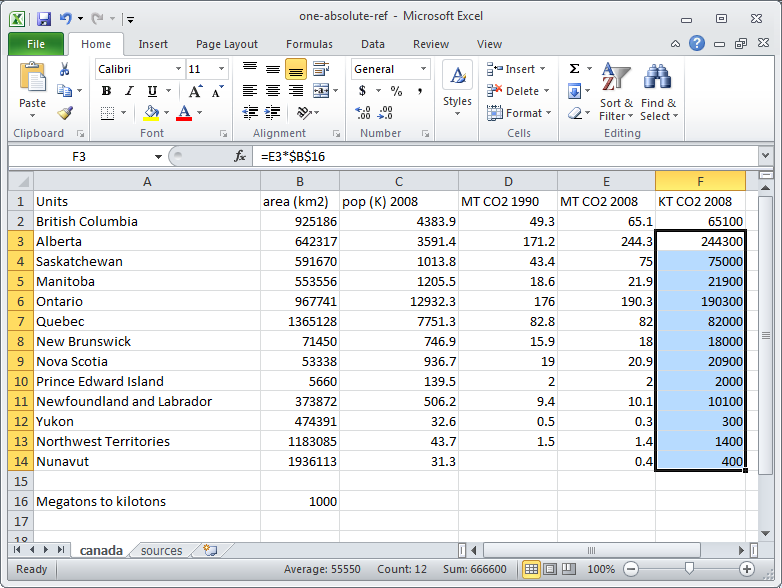 one-absolute-ref - Microsoft Excel
File Home Insert Page Layout Formulas Data Review View
Paste
Clipboard
Calibri 11
B I U A A
A
Font
Alignment
General
$ % ,
Number
Styles
Insert
Delete
Format
Cells
Σ
Sort & Filter
Find & Select
Editing
F3 fx =E3*$B$16
A B C D E F
1 Units area (km2) pop (K) 2008 MT CO2 1990 MT CO2 2008 KT CO2 2008
2 British Columbia 925186 4383.9 49.3 65.1 65100
3 Alberta 642317 3591.4 171.2 244.3 244300
4 Saskatchewan 591670 1013.8 43.4 75 75000
5 Manitoba 553556 1205.5 18.6 21.9 21900
6 Ontario 967741 12932.3 176 190.3 190300
7 Quebec 1365128 7751.3 82.8 82 82000
8 New Brunswick 71450 746.9 15.9 18 18000
9 Nova Scotia 53338 936.7 19 20.9 20900
10 Prince Edward Island 5660 139.5 2 2 2000
11 Newfoundland and Labrador 373872 506.2 9.4 10.1 10100
12 Yukon 474391 32.6 0.5 0.3 300
13 Northwest Territories 1183085 43.7 1.5 1.4 1400
14 Nunavut 1936113 31.3 0.4 400
15
16 Megatons to kilotons 1000
17
18
canada sources
Ready Average: 55550 Count: 12 Sum: 666600 100%